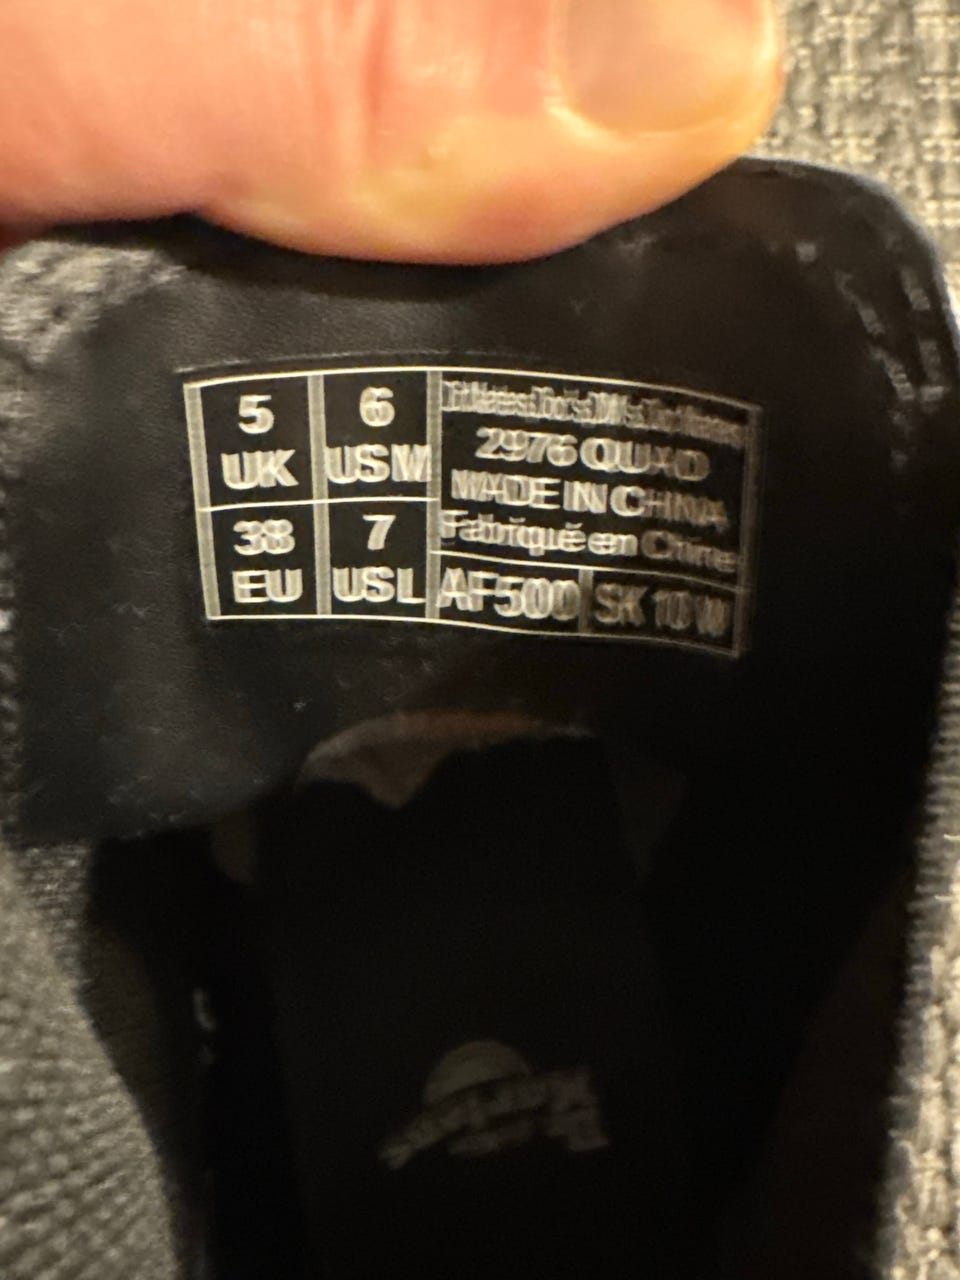 5
UK
6
USM
38
EU
7
USL
2976 QUAD
MADE IN CHINA
Fabriqué en Chine
AF500
SK 10 W